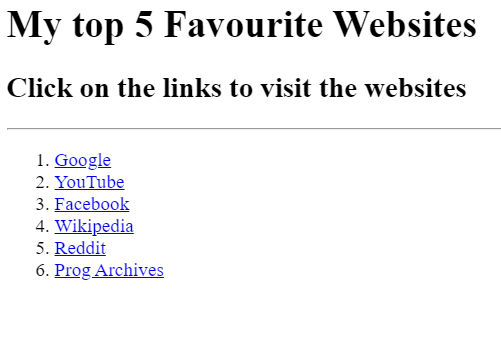 My top 5 Favourite Websites
Click on the links to visit the websites
1. Google
2. YouTube
3. Facebook
4. Wikipedia
5. Reddit
6. Prog Archives